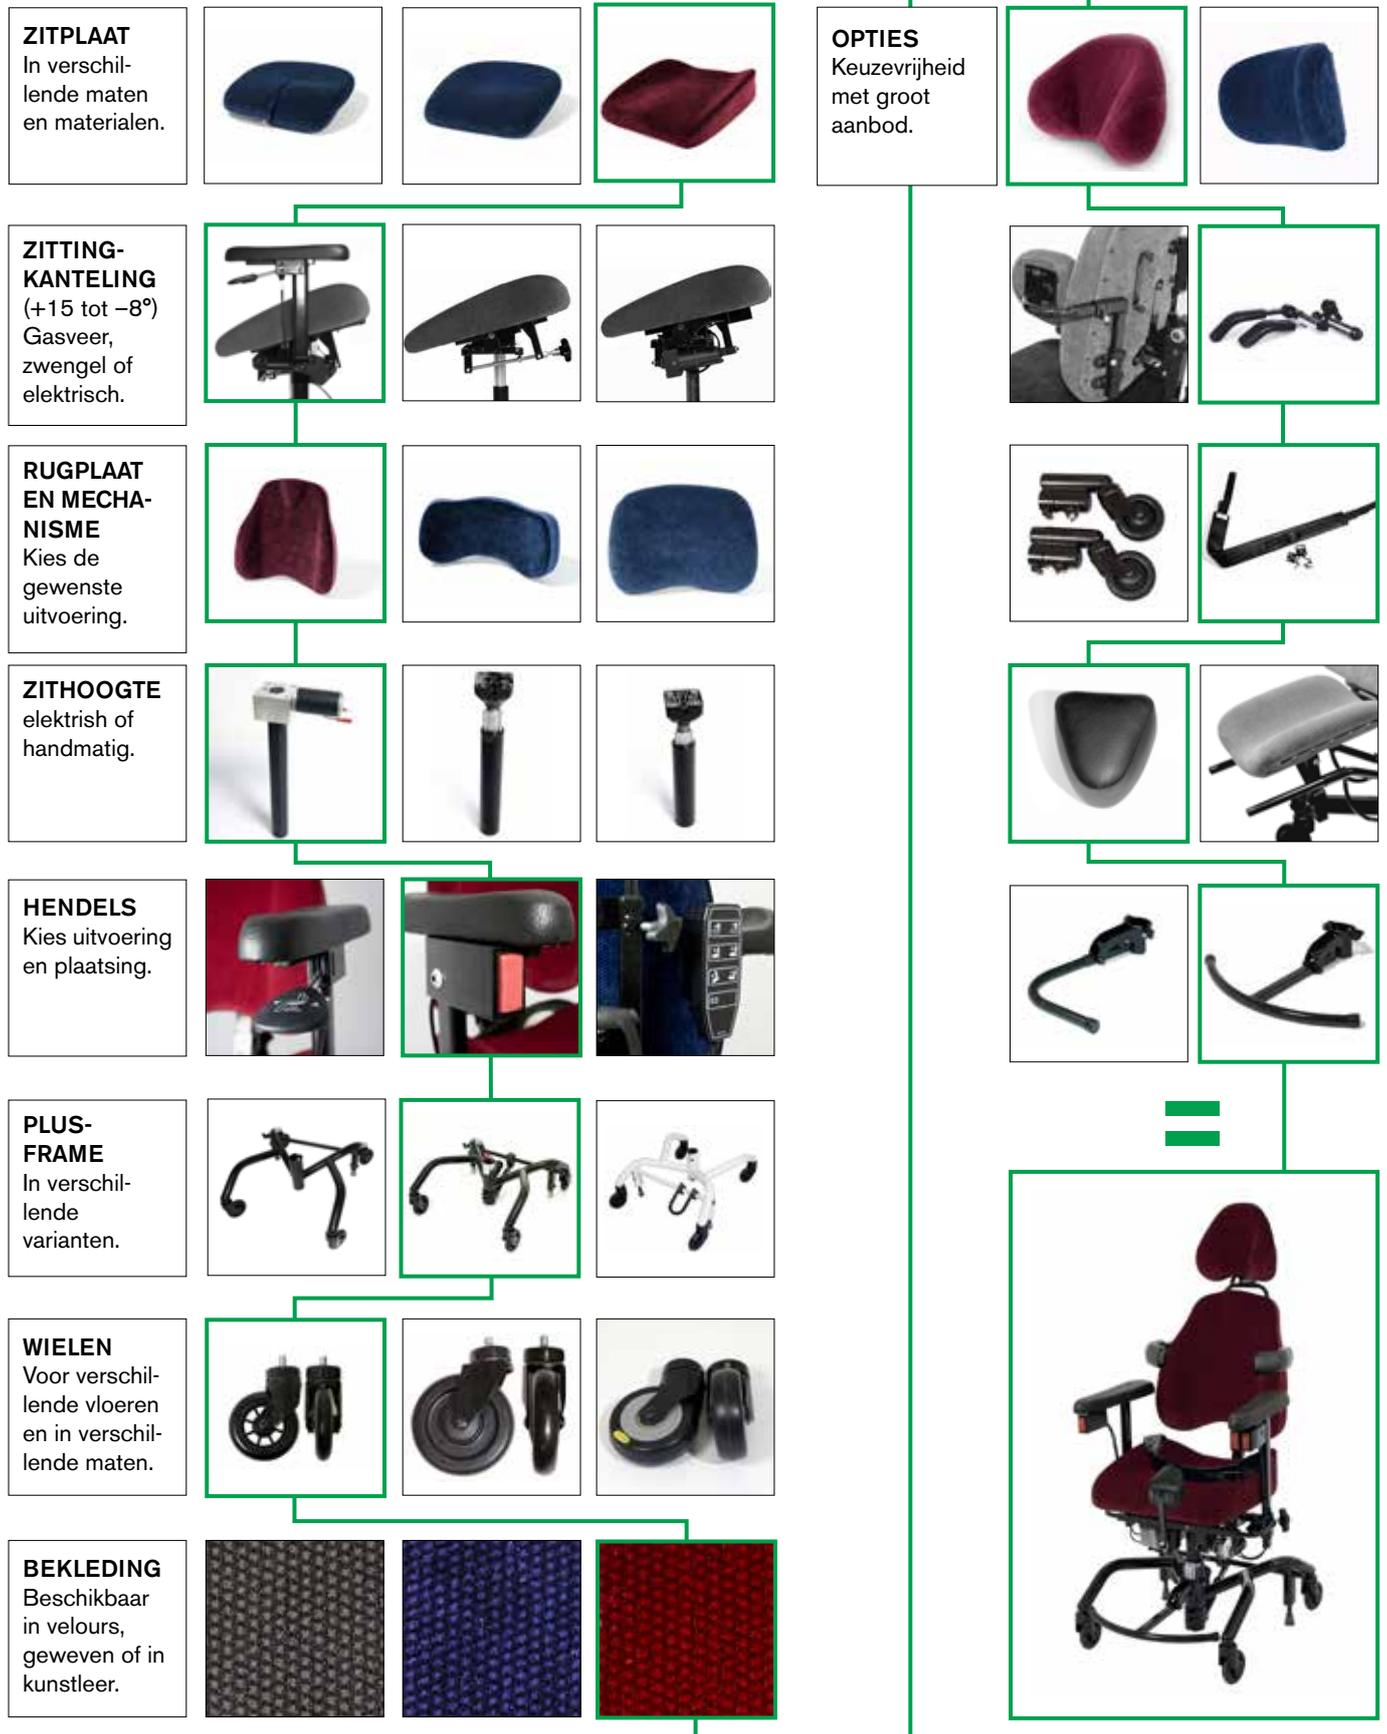 ZITPLAAT
In verschil-
lende maten
en materialen.
ZITTING-
KANTELING
(+15 tot –8°)
Gasveer,
zwengel of
elektrisch.
RUGPLAAT
EN MECHA-
NISME
Kies de
gewenste
uitvoering.
ZITHOOGTE
elektrish of
handmatig.
HENDELS
Kies uitvoering
en plaatsing.
PLUS-
FRAME
In verschil-
lende
varianten.
WIELEN
Voor verschil-
lende vloeren
en in verschil-
lende maten.
BEKLEDING
Beschikbaar
in velours,
geweven of in
kunstleer.
OPTIES
Keuzevrijheid
met groot
aanbod.